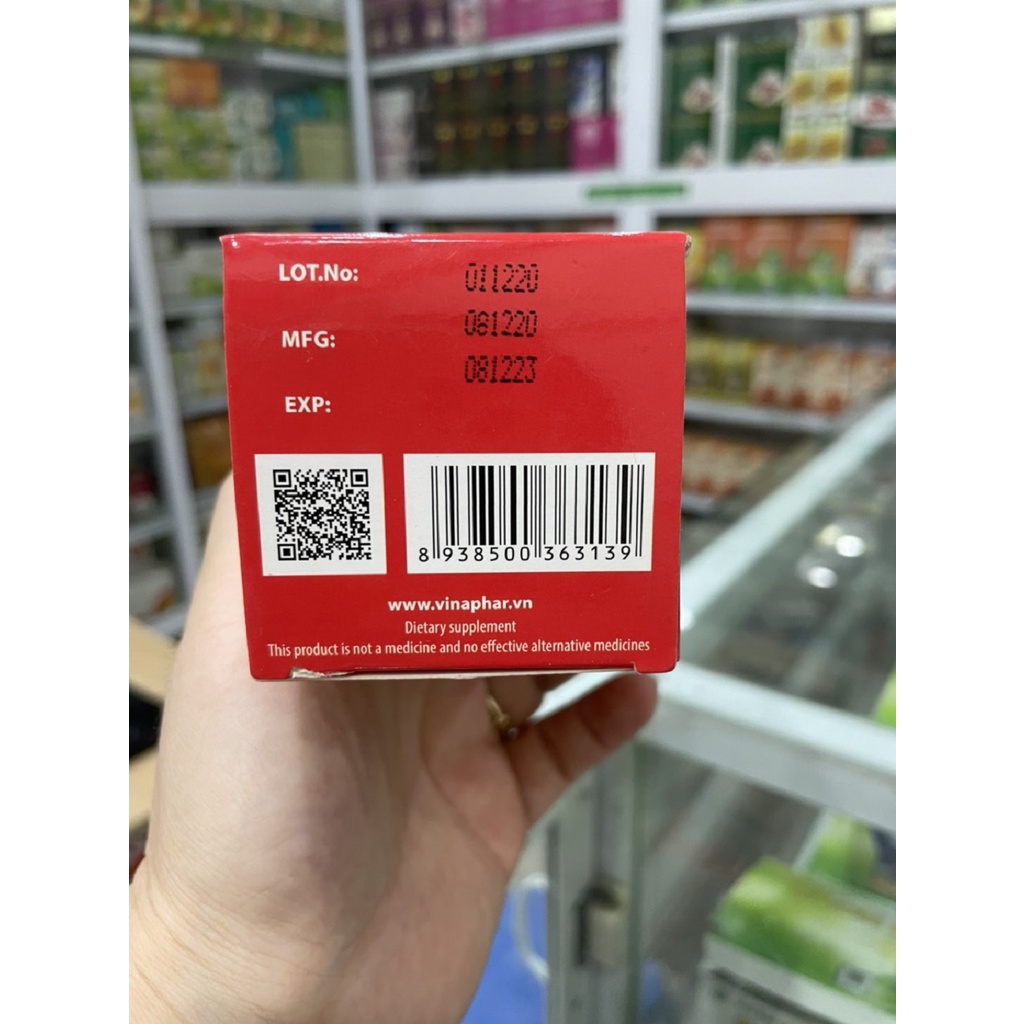 LOT.No: 011220
MFG: 081220
EXP: 081223
8 938500 363139
www.vinaphar.vn
Dietary supplement
This product is not a medicine and no effective alternative medicines